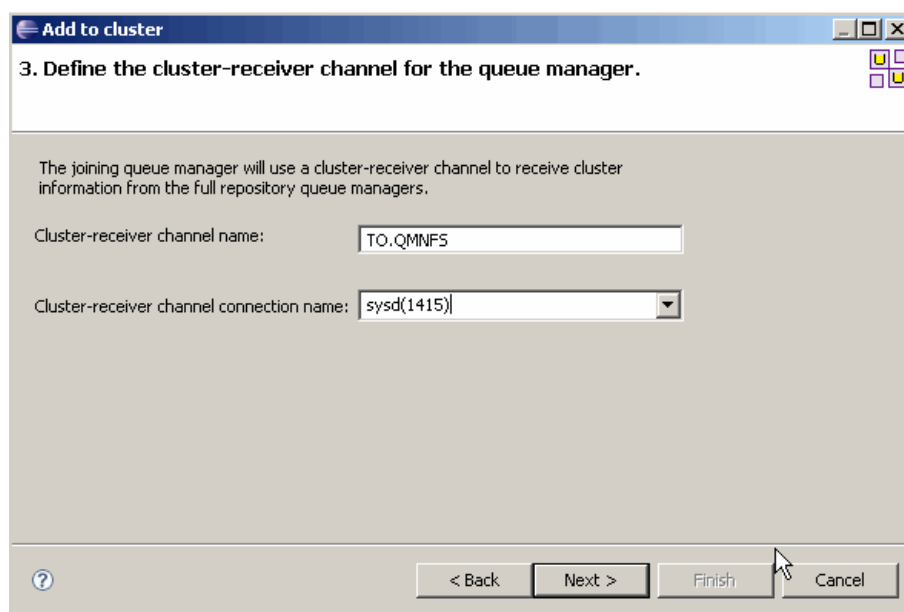 Add to cluster
3. Define the cluster-receiver channel for the queue manager.
The joining queue manager will use a cluster-receiver channel to receive cluster
information from the full repository queue managers.
Cluster-receiver channel name:
TO.QMNFS
Cluster-receiver channel connection name:
sysd(1415)
?
< Back
Next >
Finish
Cancel